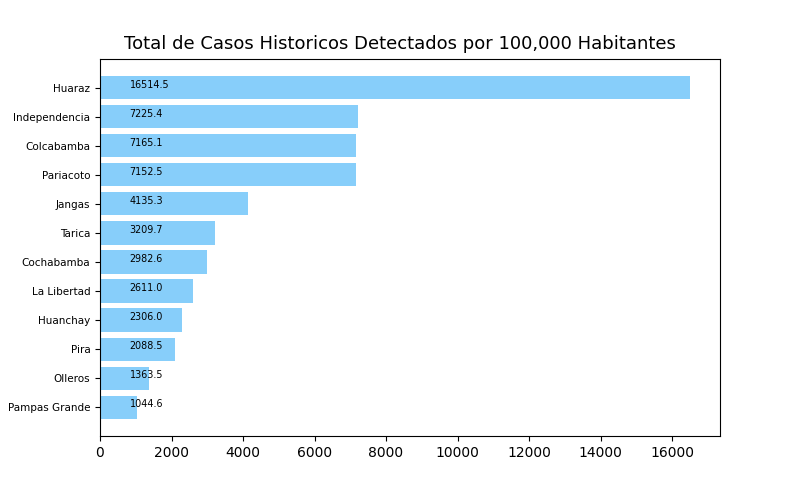 Total de Casos Historicos Detectados por 100,000 Habitantes
Huaraz 16514.5
Independencia 7225.4
Colcabamba 7165.1
Pariacoto 7152.5
Jangas 4135.3
Tarica 3209.7
Cochabamba 2982.6
La Libertad 2611.0
Huanchay 2306.0
Pira 2088.5
Olleros 1363.5
Pampas Grande 1044.6
0 2000 4000 6000 8000 10000 12000 14000 16000